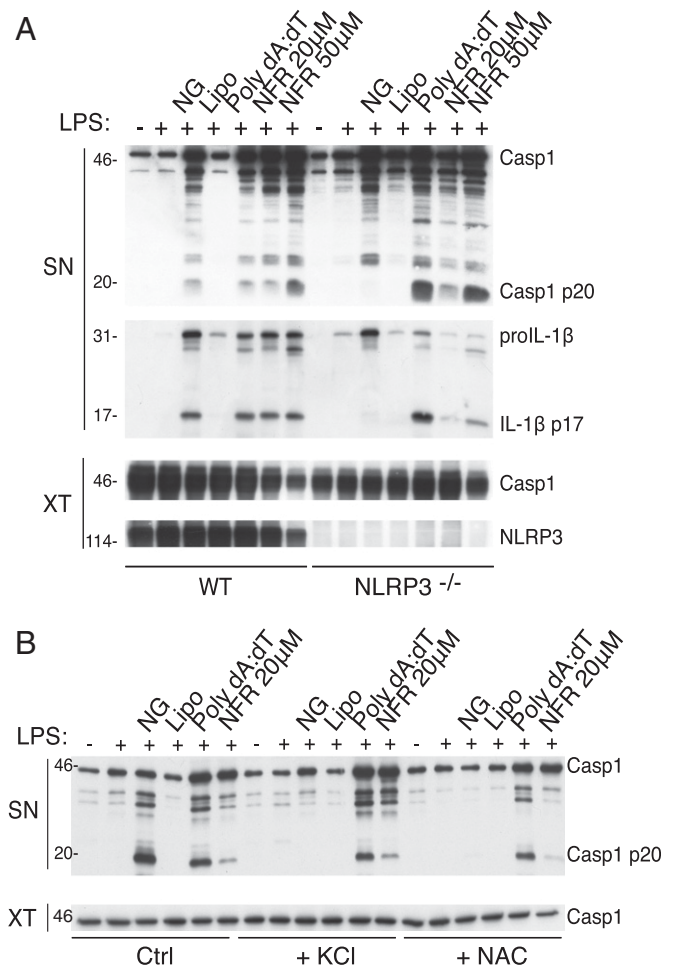 A
NG
Lipo
Poly dA:dT
NFR 20µM
NFR 50µM
NG
Lipo
Poly dA:dT
NFR 20µM
NFR 50µM
LPS: - + + + + + + - + + + + + +
46- Casp1
SN
20- Casp1 p20
31- proIL-1β
17- IL-1β p17
XT
46- Casp1
114- NLRP3
WT NLRP3 -/-
B
NG
Lipo
Poly dA:dT
NFR 20µM
NG
Lipo
Poly dA:dT
NFR 20µM
NG
Lipo
Poly dA:dT
NFR 20µM
LPS: - + + + + + - + + + + + - + + + + +
46- Casp1
SN
20- Casp1 p20
XT 46 Casp1
Ctrl + KCl + NAC